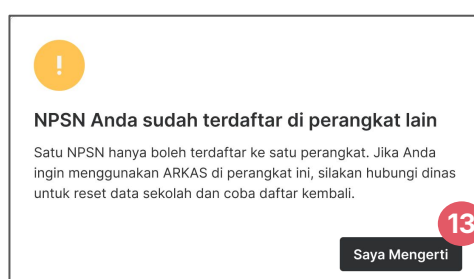 !
NPSN Anda sudah terdaftar di perangkat lain
Satu NPSN hanya boleh terdaftar ke satu perangkat. Jika Anda
ingin menggunakan ARKAS di perangkat ini, silakan hubungi dinas
untuk reset data sekolah dan coba daftar kembali.
13
Saya Mengerti